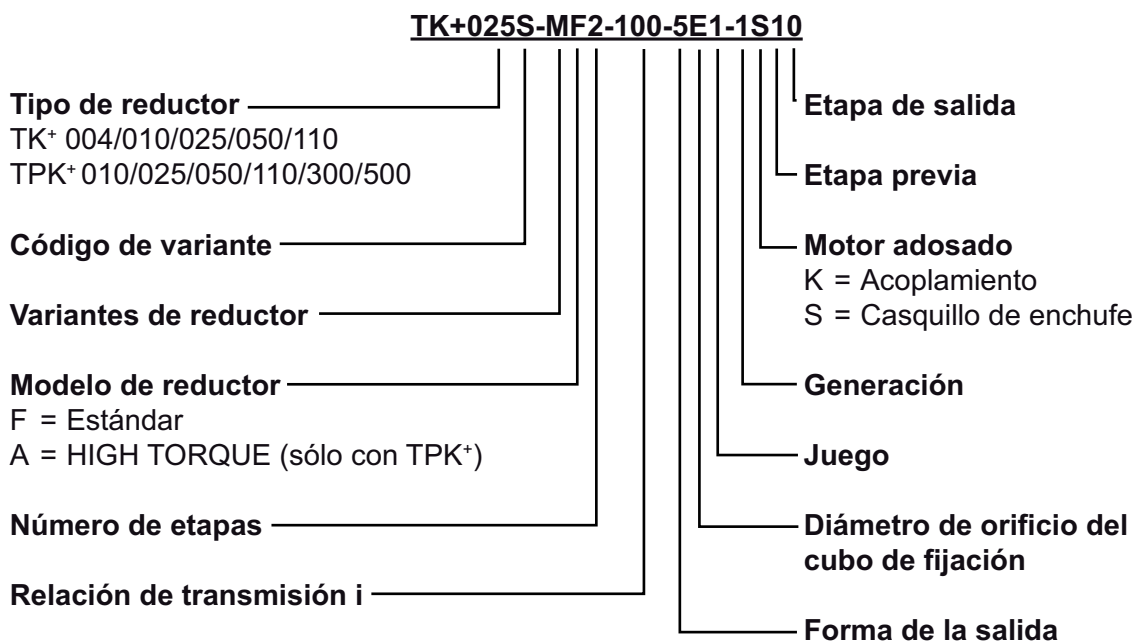 TK+025S-MF2-100-5E1-1S10
Tipo de reductor
TK⁺ 004/010/025/050/110
TPK⁺ 010/025/050/110/300/500
Código de variante
Variantes de reductor
Modelo de reductor
F = Estándar
A = HIGH TORQUE (sólo con TPK⁺)
Número de etapas
Relación de transmisión i
Etapa de salida
Etapa previa
Motor adosado
K = Acoplamiento
S = Casquillo de enchufe
Generación
Juego
Diámetro de orificio del
cubo de fijación
Forma de la salida